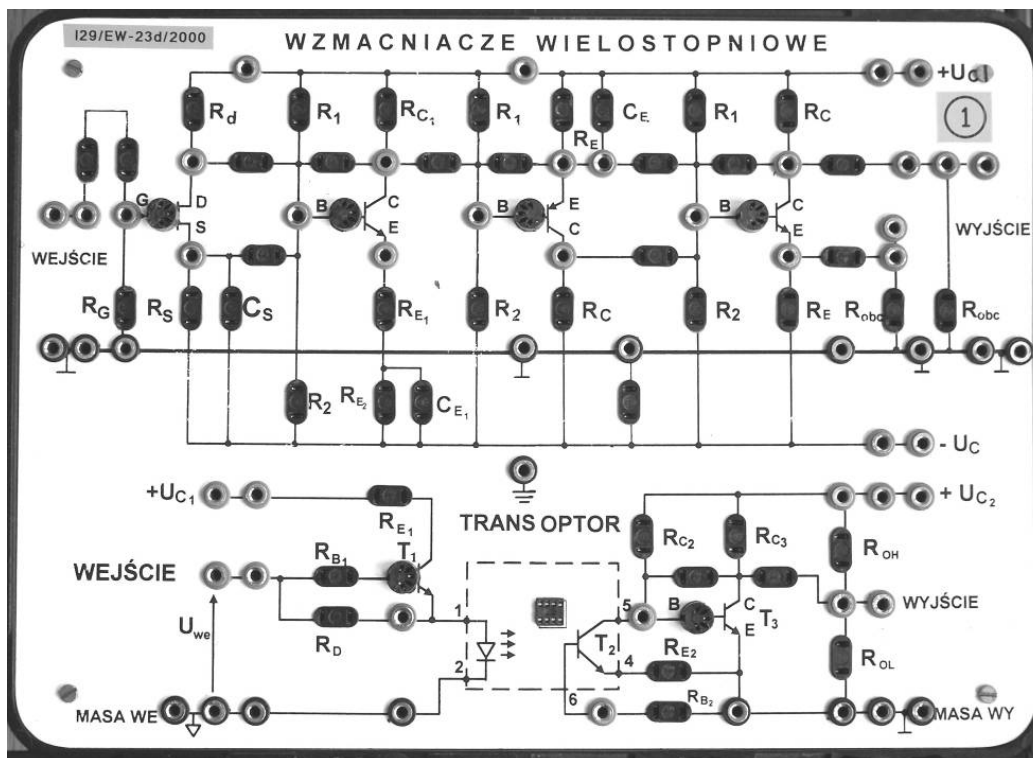 I29/EW-23d/2000
WZMACNIACZE WIELOSTOPNIOWE
+UCI
1
Rd R1 RC1 R1 RE CE R1 RC
G D S
B C E
B E C
B C E
WEJŚCIE
WYJŚCIE
RG RS CS RE1 R2 RC R2 RE Robc Robc
R2 RE2 CE1
- UC
+UC1
RE1
TRANSOPTOR
RC2 RC3
+ UC2
ROH
WEJŚCIE
RB1 T1
Uwe
RD
1 2
5 4 6
T2
B C E T3
RE2
RB2
WYJŚCIE
ROL
MASA WE
MASA WY